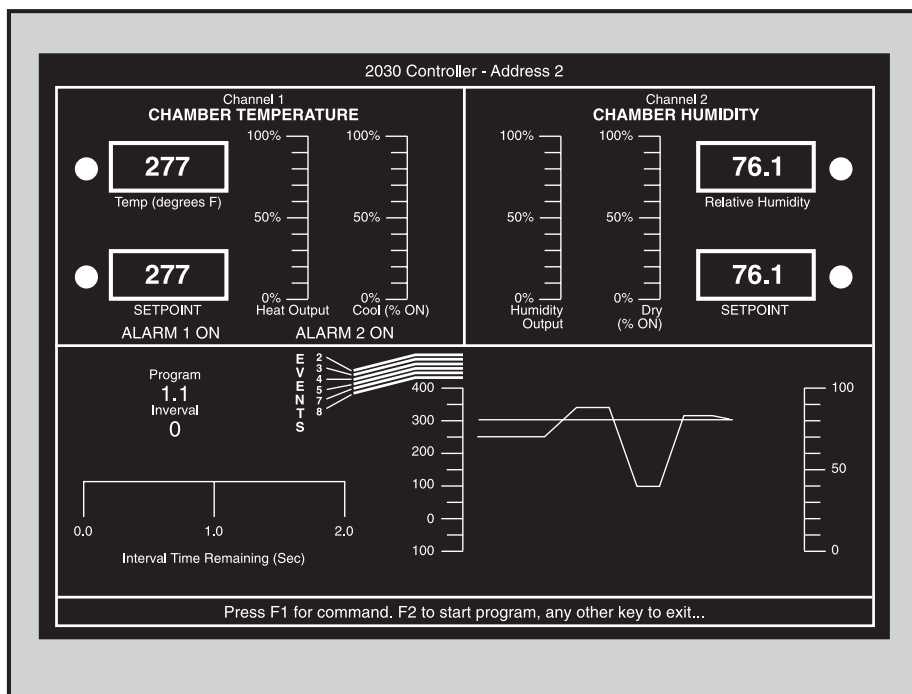 2030 Controller - Address 2
Channel 1
CHAMBER TEMPERATURE
277
Temp (degrees F)
277
SETPOINT
ALARM 1 ON
100%
50%
0%
Heat Output
100%
50%
0%
Cool (% ON)
ALARM 2 ON
Channel 2
CHAMBER HUMIDITY
100%
50%
0%
Humidity
Output
100%
50%
0%
Dry
(% ON)
76.1
Relative Humidity
76.1
SETPOINT
Program
1.1
Inverval
0
EVENTS
2
3
4
5
7
8
0.0 1.0 2.0
Interval Time Remaining (Sec)
400
300
200
100
0
100
100
50
0
Press F1 for command. F2 to start program, any other key to exit...